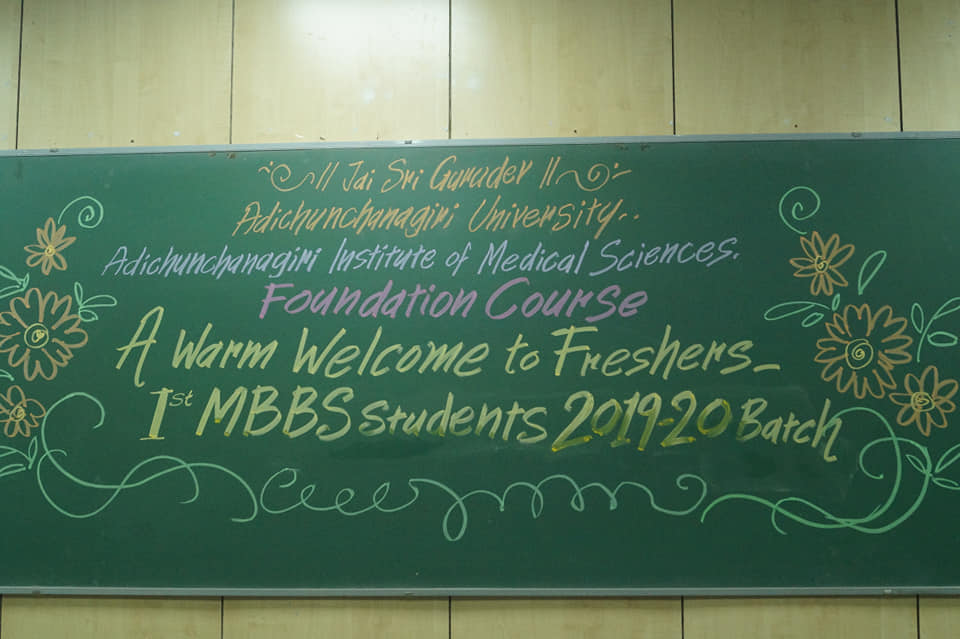 || Jai Sri Gurudev ||
Adichunchanagiri University..
Adichunchanagiri Institute of Medical Sciences.
Foundation Course
A Warm Welcome to Freshers_
1st MBBS Students 2019-20 Batch